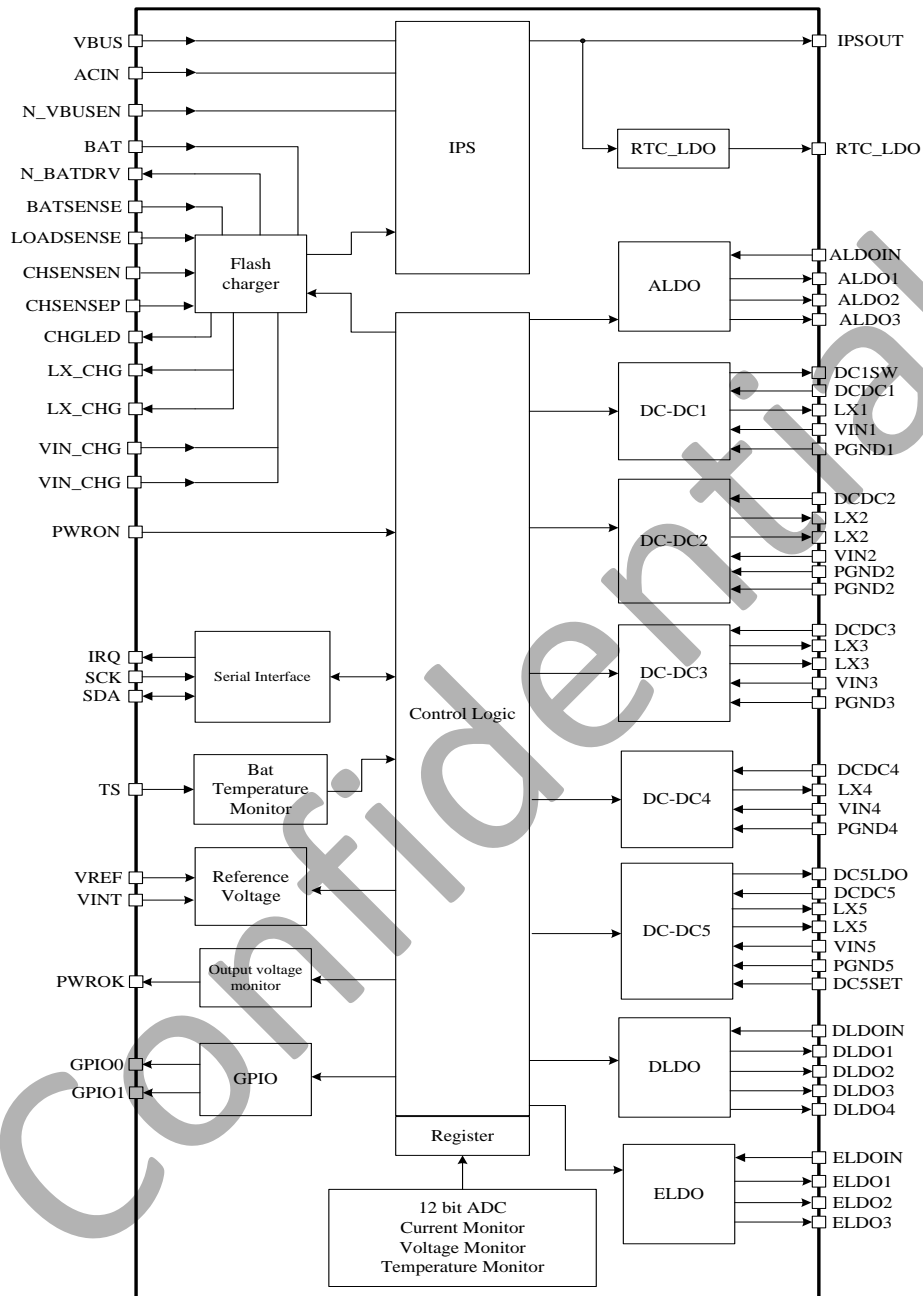 VBUS
ACIN
N_VBUSEN
BAT
N_BATDRV
BATSENSE
LOADSENSE
CHSENSEN
CHSENSEP
CHGLED
LX_CHG
LX_CHG
VIN_CHG
VIN_CHG
PWRON
IRQ
SCK
SDA
TS
VREF
VINT
PWROK
GPIO0
GPIO1
Flash
charger
Serial Interface
Bat
Temperature
Monitor
Reference
Voltage
Output voltage
monitor
GPIO
IPS
Control Logic
Register
12 bit ADC
Current Monitor
Voltage Monitor
Temperature Monitor
RTC_LDO
ALDO
DC-DC1
DC-DC2
DC-DC3
DC-DC4
DC-DC5
DLDO
ELDO
IPSOUT
RTC_LDO
ALDOIN
ALDO1
ALDO2
ALDO3
DC1SW
DCDC1
LX1
VIN1
PGND1
DCDC2
LX2
LX2
VIN2
PGND2
PGND2
DCDC3
LX3
LX3
VIN3
PGND3
DCDC4
LX4
VIN4
PGND4
DC5LDO
DCDC5
LX5
LX5
VIN5
PGND5
DC5SET
DLDOIN
DLDO1
DLDO2
DLDO3
DLDO4
ELDOIN
ELDO1
ELDO2
ELDO3
Confidential